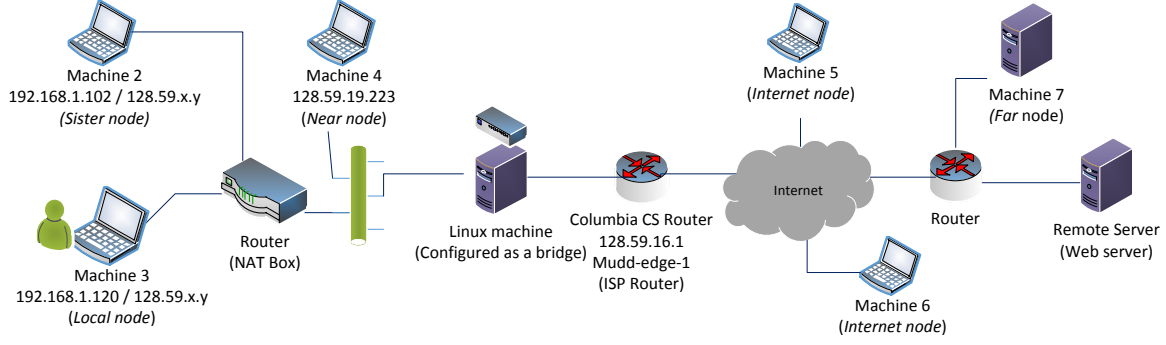 Machine 2
192.168.1.102 / 128.59.x.y
(Sister node)
Machine 3
192.168.1.120 / 128.59.x.y
(Local node)
Router
(NAT Box)
Machine 4
128.59.19.223
(Near node)
Linux machine
(Configured as a bridge)
Columbia CS Router
128.59.16.1
Mudd-edge-1
(ISP Router)
Machine 5
(Internet node)
Internet
Machine 6
(Internet node)
Router
Machine 7
(Far node)
Remote Server
(Web server)